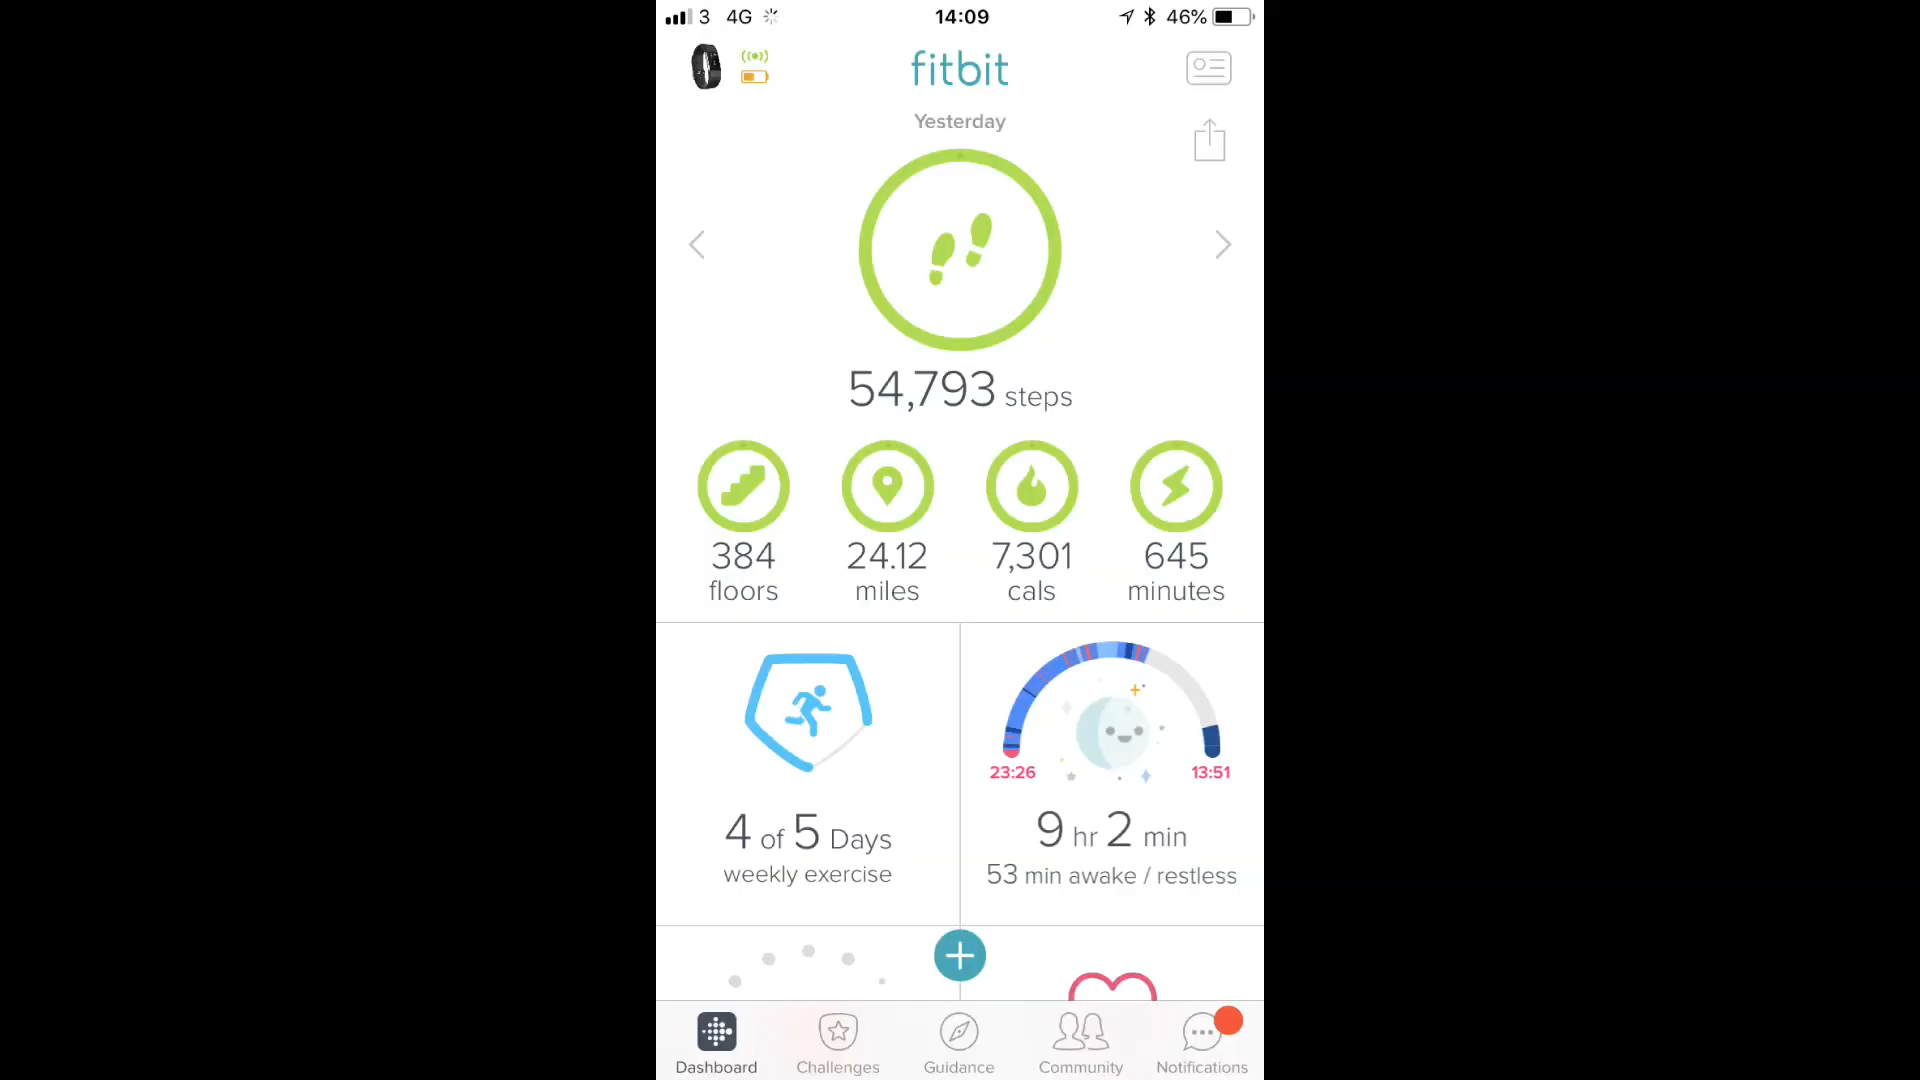 3 4G 14:09 46%
fitbit
Yesterday
54,793 steps
384 24.12 7,301 645
floors miles cals minutes
23:26 13:51
4 of 5 Days
weekly exercise
9 hr 2 min
53 min awake / restless
Dashboard Challenges Guidance Community Notifications